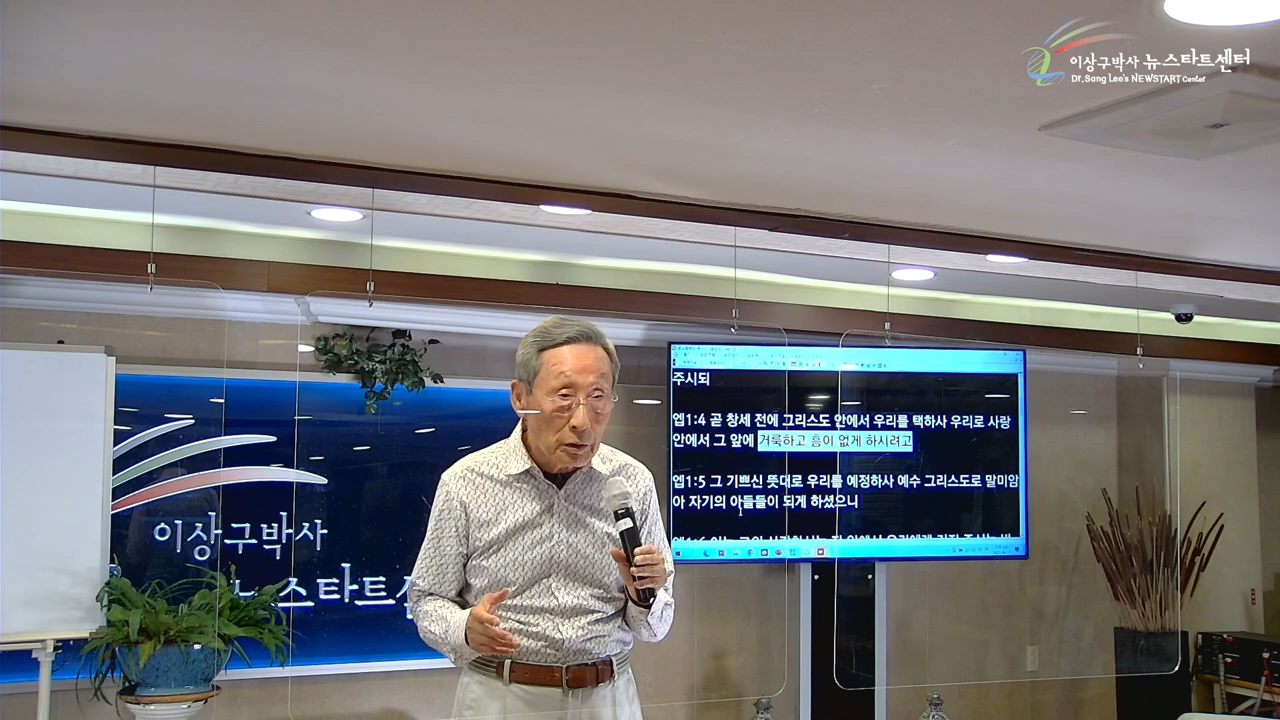 이상구박사 뉴스타트센터
Dr. Sang Lee's NEWSTART Center
주시되
엡1:4 곧 창세 전에 그리스도 안에서 우리를 택하사 우리로 사랑
안에서 그 앞에 거룩하고 흠이 없게 하시려고
엡1:5 그 기쁘신 뜻대로 우리를 예정하사 예수 그리스도로 말미암
아 자기의 아들들이 되게 하셨으니
이상구박사
뉴스타트